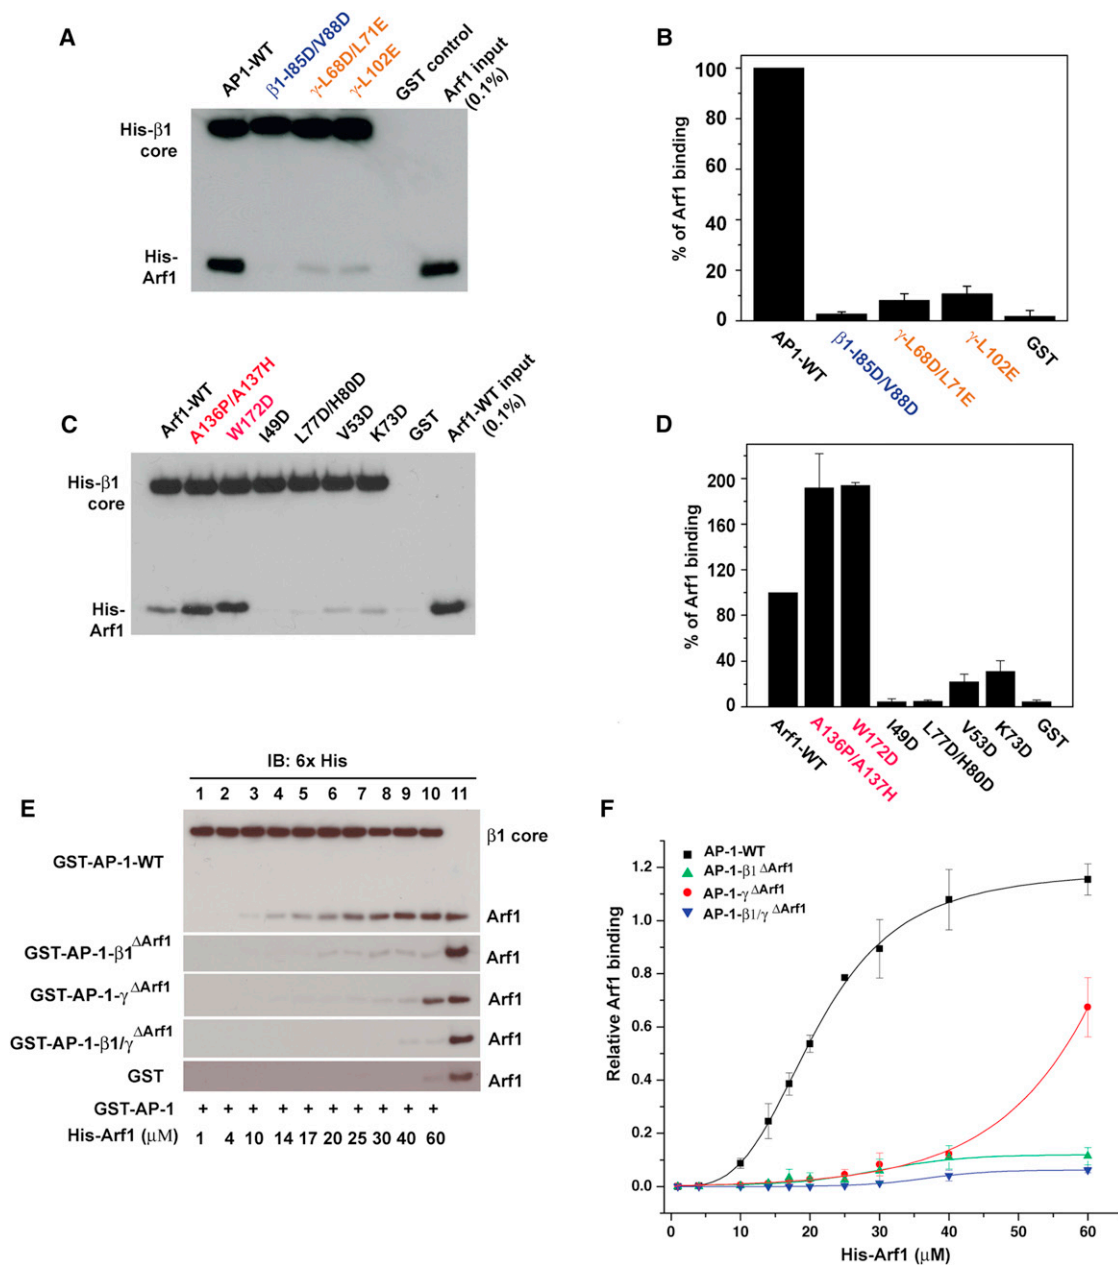 A
AP1-WT
β1-I85D/V88D
γ-L68D/L71E
γ-L102E
GST control
Arf1 input
(0.1%)
His-β1
core
His-
Arf1
B
% of Arf1 binding
100
80
60
40
20
0
AP1-WT
β1-I85D/V88D
γ-L68D/L71E
γ-L102E
GST
C
Arf1-WT
A136P/A137H
W172D
I49D
L77D/H80D
V53D
K73D
GST
Arf1-WT input
(0.1%)
His-β1
core
His-
Arf1
D
% of Arf1 binding
200
160
120
80
40
0
Arf1-WT
A136P/A137H
W172D
I49D
L77D/H80D
V53D
K73D
GST
E
IB: 6x His
1 2 3 4 5 6 7 8 9 10 11
GST-AP-1-WT
β1 core
Arf1
GST-AP-1-β1 ΔArf1
Arf1
GST-AP-1-γ ΔArf1
Arf1
GST-AP-1-β1/γ ΔArf1
Arf1
GST
Arf1
GST-AP-1 + + + + + + + + + +
His-Arf1 (μM) 1 4 10 14 17 20 25 30 40 60
F
AP-1-WT
AP-1-β1 ΔArf1
AP-1-γ ΔArf1
AP-1-β1/γ ΔArf1
Relative Arf1 binding
1.2
1.0
0.8
0.6
0.4
0.2
0.0
0 10 20 30 40 50 60
His-Arf1 (μM)